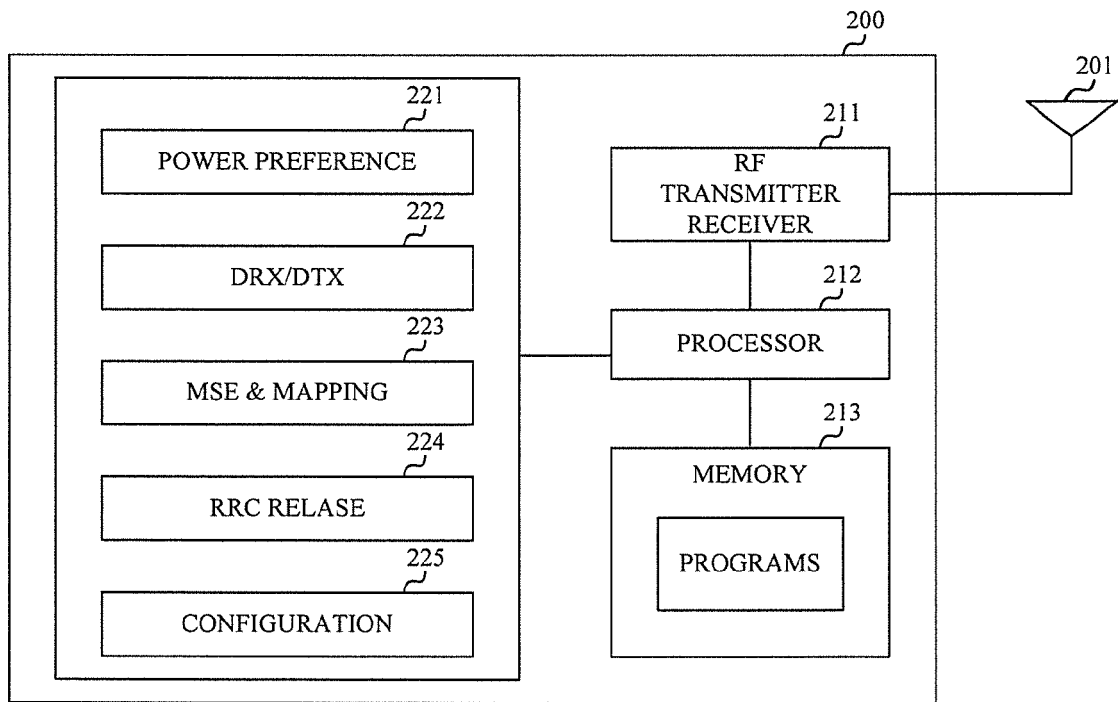 200
201
221
POWER PREFERENCE
222
DRX/DTX
223
MSE & MAPPING
224
RRC RELASE
225
CONFIGURATION
211
RF
TRANSMITTER
RECEIVER
212
PROCESSOR
213
MEMORY
PROGRAMS